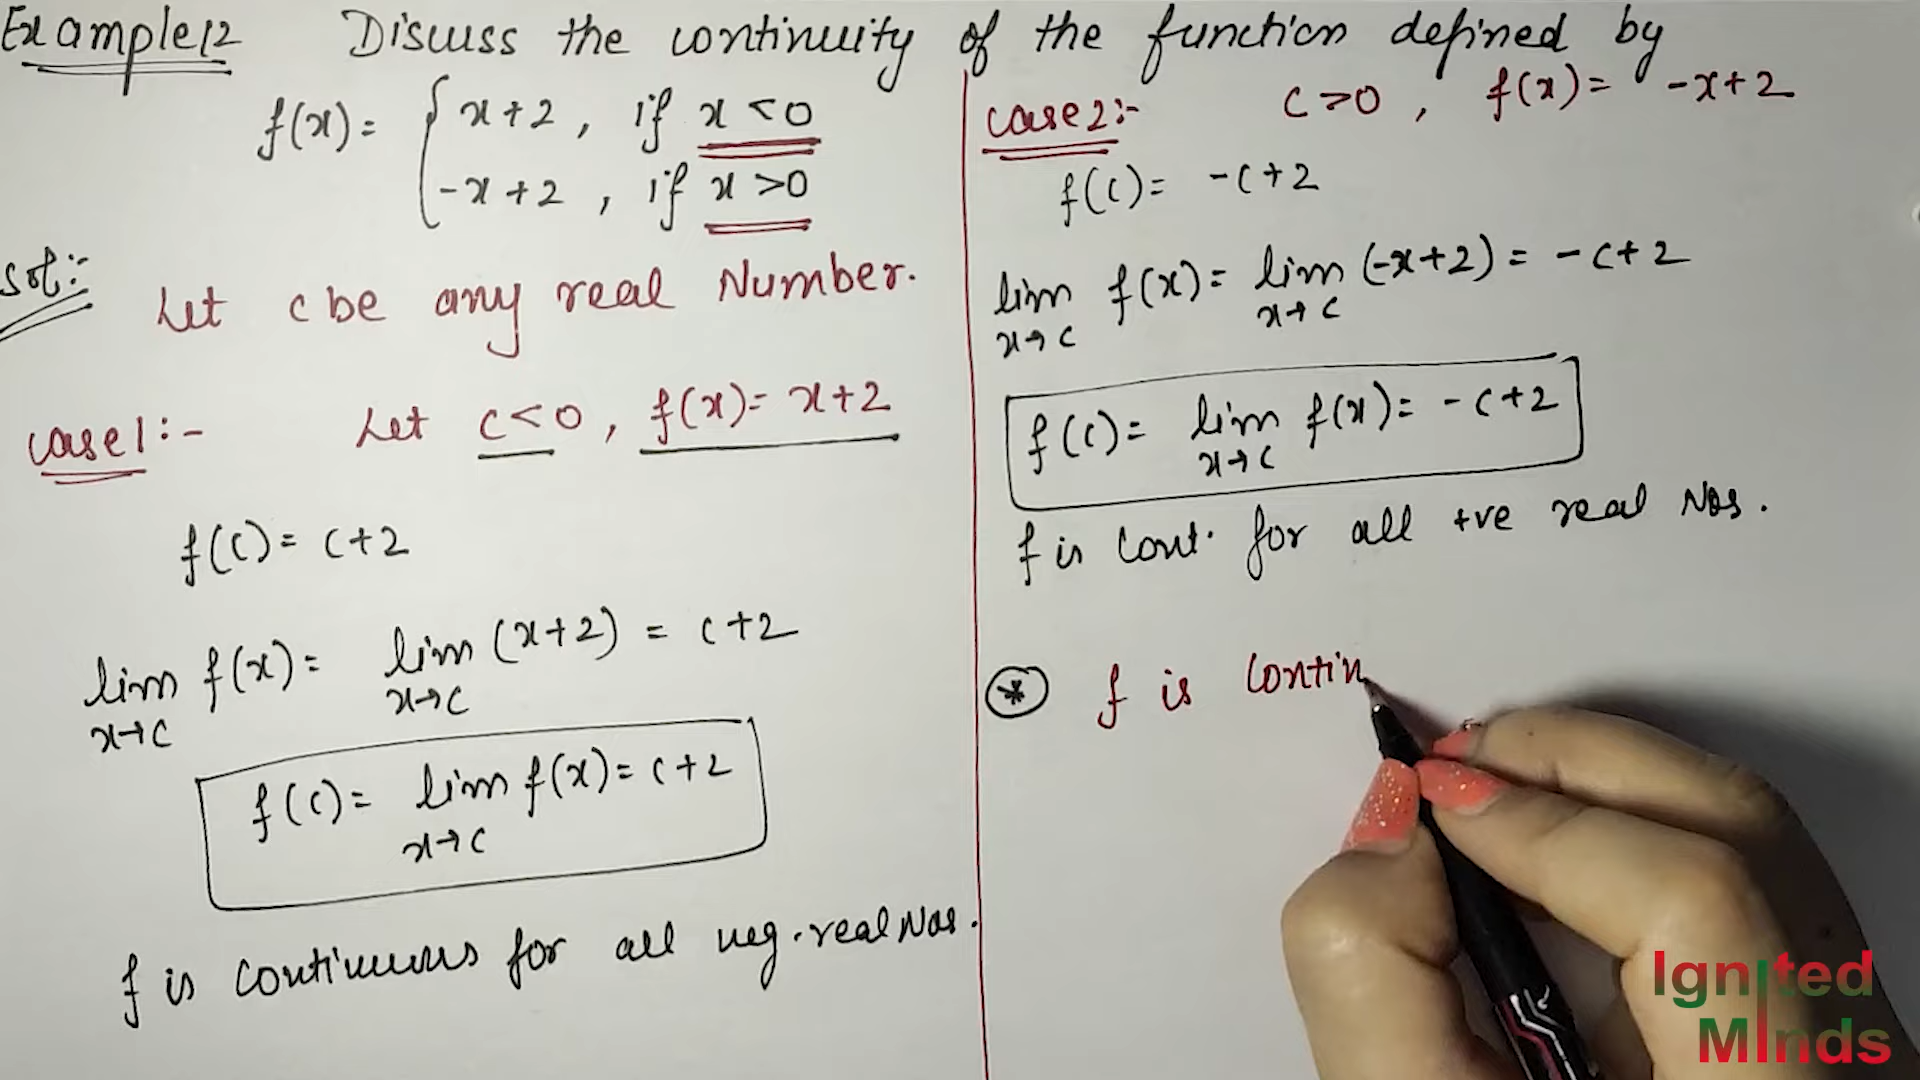 Example 12 Discuss the continuity of the function defined by
f(x) = { x + 2 , if x < 0
-x + 2 , if x > 0
Sol:-
Let c be any real Number.
Case 1:- Let c < 0 , f(x) = x + 2
f(c) = c + 2
lim f(x) = lim (x + 2) = c + 2
x→c x→c
f(c) = lim f(x) = c + 2
x→c
f is continuous for all neg. real Nos.
Case 2:- c > 0 , f(x) = -x + 2
f(c) = -c + 2
lim f(x) = lim (-x + 2) = -c + 2
x→c x→c
f(c) = lim f(x) = -c + 2
x→c
f is Cont. for all +ve real Nos.
* f is Contin
Ignited
Minds